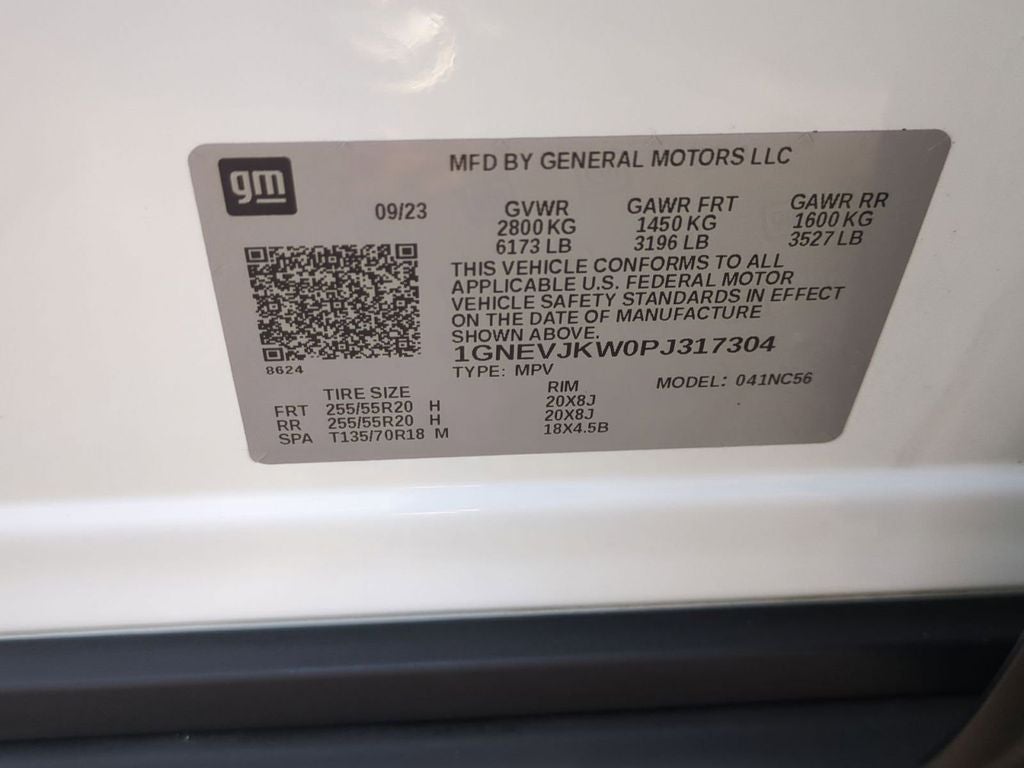 gm
MFD BY GENERAL MOTORS LLC
09/23
GVWR GAWR FRT GAWR RR
2800 KG 1450 KG 1600 KG
6173 LB 3196 LB 3527 LB
THIS VEHICLE CONFORMS TO ALL
APPLICABLE U.S. FEDERAL MOTOR
VEHICLE SAFETY STANDARDS IN EFFECT
ON THE DATE OF MANUFACTURE
SHOWN ABOVE.
1GNEVJKW0PJ317304
8624
TYPE: MPV MODEL: 041NC56
TIRE SIZE RIM
FRT 255/55R20 H 20X8J
RR 255/55R20 H 20X8J
SPA T135/70R18 M 18X4.5B